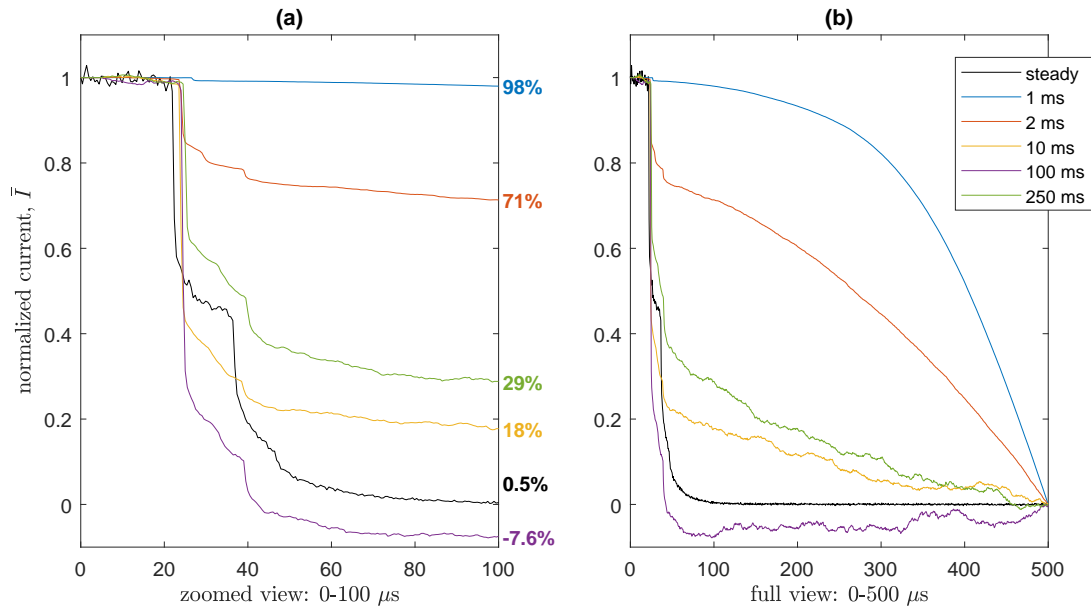 (a)
1
0.8
0.6
0.4
0.2
0
normalized current, Ī
0
20
40
60
80
100
zoomed view: 0-100 μs
98%
71%
29%
18%
0.5%
-7.6%
(b)
1
0.8
0.6
0.4
0.2
0
0
100
200
300
400
500
full view: 0-500 μs
steady
1 ms
2 ms
10 ms
100 ms
250 ms